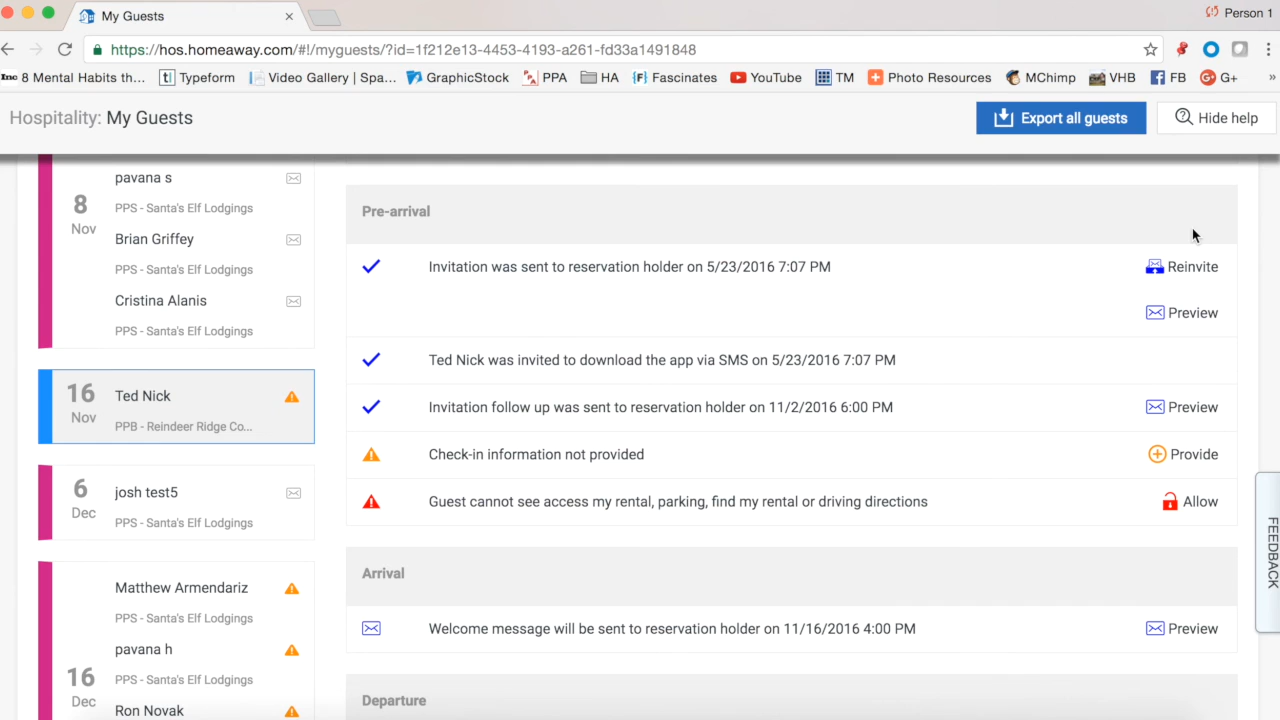 My Guests
Person 1
https://hos.homeaway.com/#!/myguests/?id=1f212e13-4453-4193-a261-fd33a1491848
Inc 8 Mental Habits th... tl Typeform Video Gallery | Spa... GraphicStock PPA HA {F} Fascinates YouTube TM Photo Resources MChimp VHB FB G+ G+ »
Hospitality: My Guests
Export all guests
Hide help
8
Nov
pavana s
PPS - Santa's Elf Lodgings
Brian Griffey
PPS - Santa's Elf Lodgings
Cristina Alanis
PPS - Santa's Elf Lodgings
16
Nov
Ted Nick
PPB - Reindeer Ridge Co...
6
Dec
josh test5
PPS - Santa's Elf Lodgings
16
Dec
Matthew Armendariz
PPS - Santa's Elf Lodgings
pavana h
PPS - Santa's Elf Lodgings
Ron Novak
Pre-arrival
Invitation was sent to reservation holder on 5/23/2016 7:07 PM
Reinvite
Preview
Ted Nick was invited to download the app via SMS on 5/23/2016 7:07 PM
Invitation follow up was sent to reservation holder on 11/2/2016 6:00 PM
Preview
Check-in information not provided
Provide
Guest cannot see access my rental, parking, find my rental or driving directions
Allow
Arrival
Welcome message will be sent to reservation holder on 11/16/2016 4:00 PM
Preview
Departure
FEEDBACK